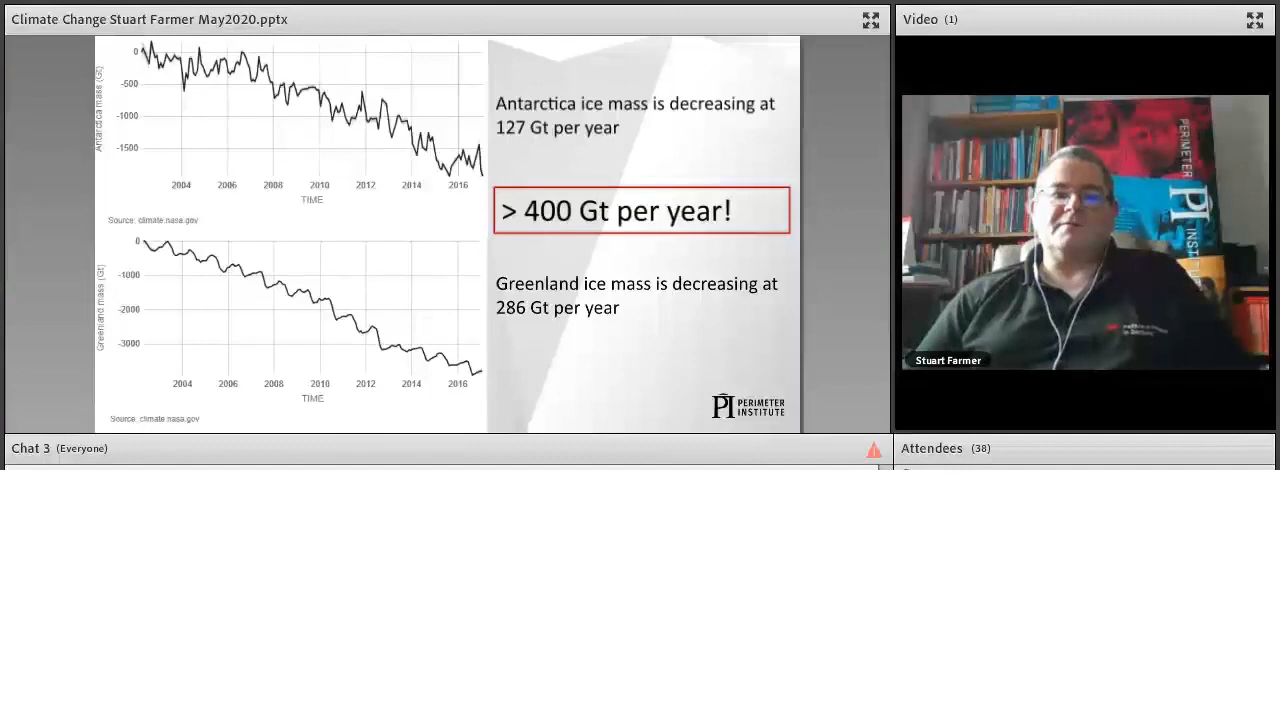 Climate Change Stuart Farmer May2020.pptx
Video (1)
0
-500
-1000
-1500
Antarctica mass (Gt)
2004 2006 2008 2010 2012 2014 2016
TIME
Source: climate.nasa.gov
0
-1000
-2000
-3000
Greenland mass (Gt)
2004 2006 2008 2010 2012 2014 2016
TIME
Source: climate.nasa.gov
Antarctica ice mass is decreasing at
127 Gt per year
> 400 Gt per year!
Greenland ice mass is decreasing at
286 Gt per year
PI PERIMETER
INSTITUTE
PERIMETER
PI
INSTITUTE
Stuart Farmer
Chat 3 (Everyone)
Attendees (38)